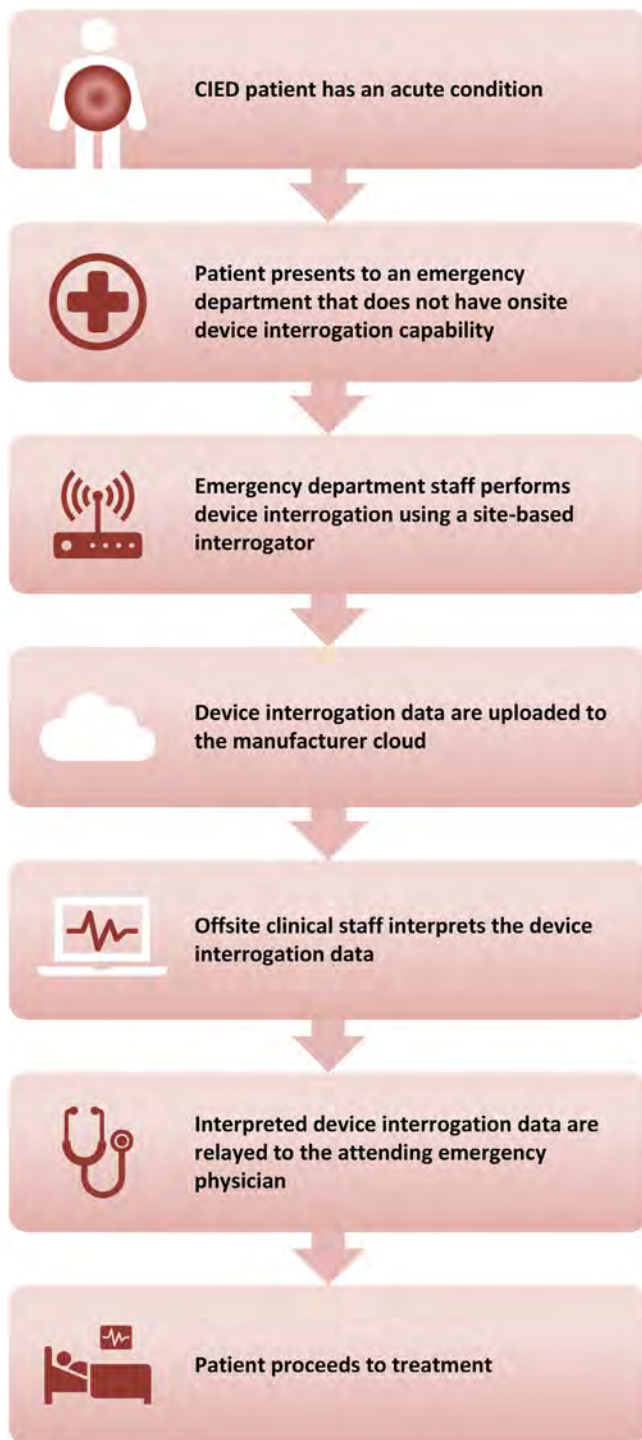 CIED patient has an acute condition
Patient presents to an emergency
department that does not have onsite
device interrogation capability
Emergency department staff performs
device interrogation using a site-based
interrogator
Device interrogation data are uploaded to
the manufacturer cloud
Offsite clinical staff interprets the device
interrogation data
Interpreted device interrogation data are
relayed to the attending emergency
physician
Patient proceeds to treatment